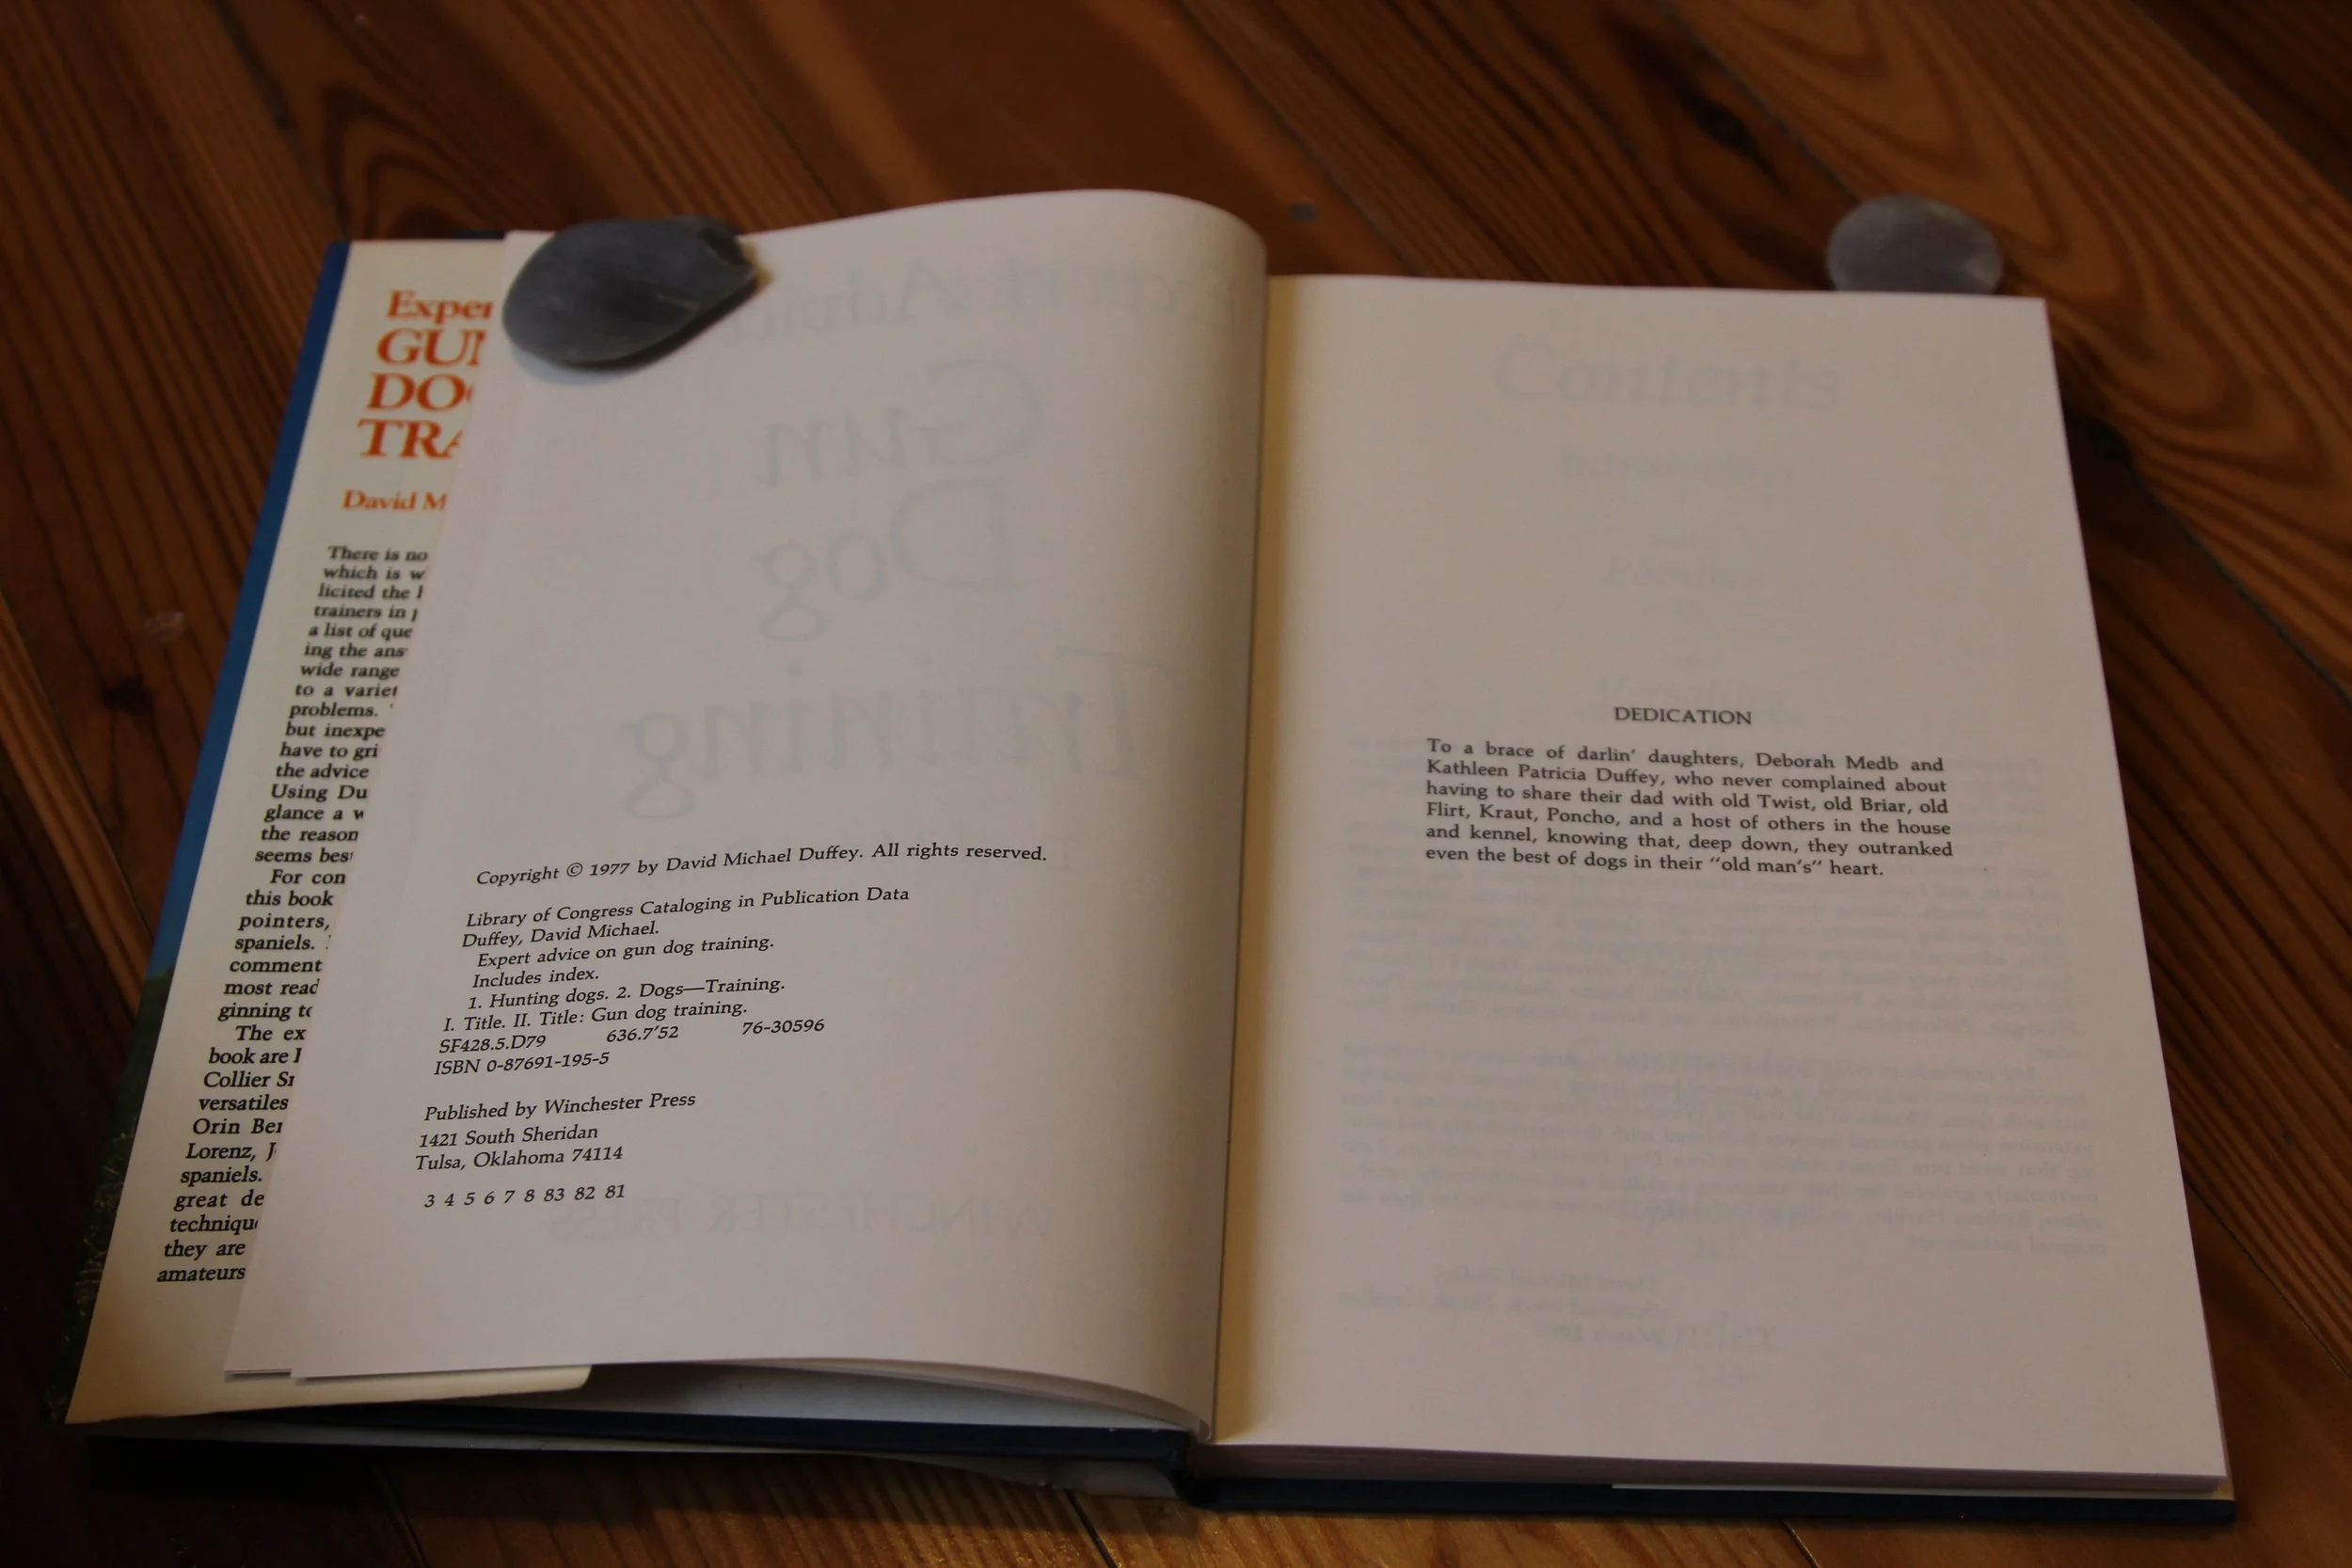 Exper
GUN
DOG
TRA
David M
There is no
which is w
licited the
trainers in
a list of que
ing the ans
wide range
to a variet
problems.
but inexpe
have to gri
the advice
Using Du
glance a w
the reason
seems bes
For con
this book
pointers,
spaniels.
comment
most read
ginning to
The ex
book are
Collier
versatiles
Orin Ber
Lorenz, J
spaniels.
great de
techniqu
they are
amateurs
Gun
Dog
Training
Copyright © 1977 by David Michael Duffey. All rights reserved.
Library of Congress Cataloging in Publication Data
Duffey, David Michael.
Expert advice on gun dog training.
Includes index.
1. Hunting dogs. 2. Dogs—Training.
I. Title. II. Title: Gun dog training.
SF428.5.D79 636.7'52 76-30596
ISBN 0-87691-195-5
Published by Winchester Press
1421 South Sheridan
Tulsa, Oklahoma 74114
3 4 5 6 7 8 83 82 81
Contents
DEDICATION
To a brace of darlin' daughters, Deborah Medb and
Kathleen Patricia Duffey, who never complained about
having to share their dad with old Twist, old Briar, old
Flirt, Kraut, Poncho, and a host of others in the house
and kennel, knowing that, deep down, they outranked
even the best of dogs in their "old man's" heart.